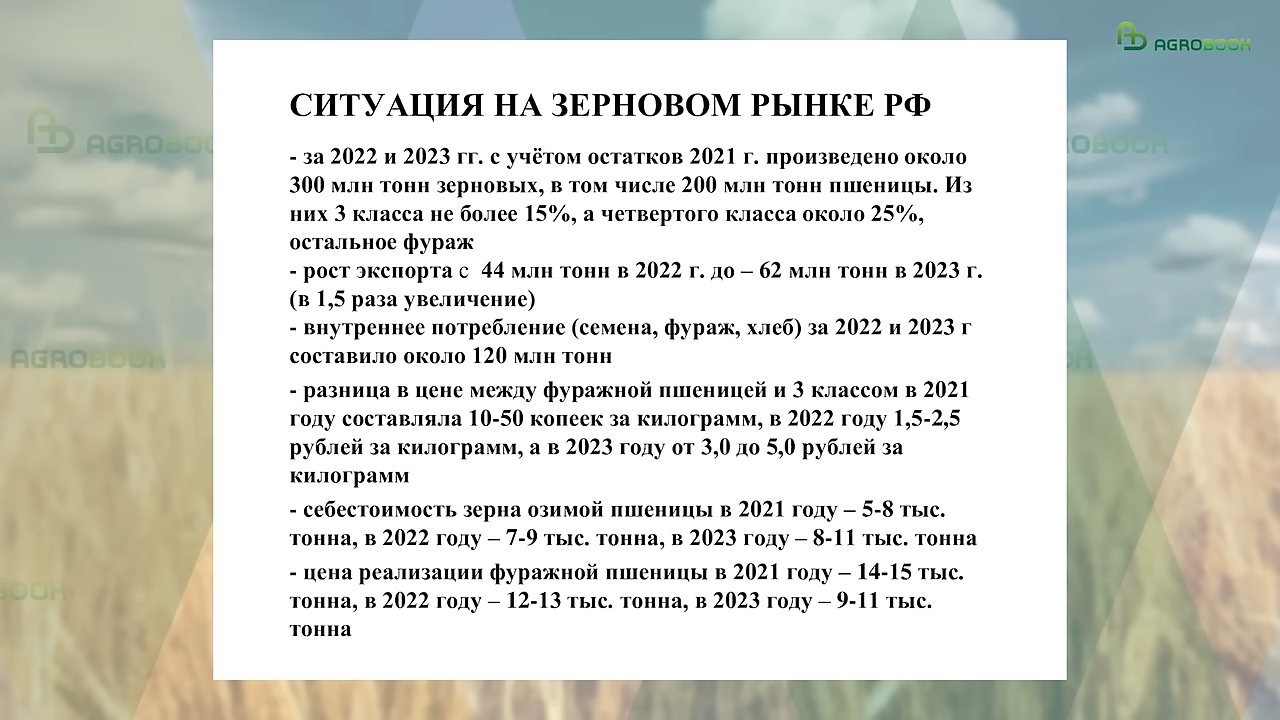 AGROBOOK
СИТУАЦИЯ НА ЗЕРНОВОМ РЫНКЕ РФ
- за 2022 и 2023 гг. с учётом остатков 2021 г. произведено около
300 млн тонн зерновых, в том числе 200 млн тонн пшеницы. Из
них 3 класса не более 15%, а четвертого класса около 25%,
остальное фураж
- рост экспорта с 44 млн тонн в 2022 г. до – 62 млн тонн в 2023 г.
(в 1,5 раза увеличение)
- внутреннее потребление (семена, фураж, хлеб) за 2022 и 2023 г
составило около 120 млн тонн
- разница в цене между фуражной пшеницей и 3 классом в 2021
году составляла 10-50 копеек за килограмм, в 2022 году 1,5-2,5
рублей за килограмм, а в 2023 году от 3,0 до 5,0 рублей за
килограмм
- себестоимость зерна озимой пшеницы в 2021 году – 5-8 тыс.
тонна, в 2022 году – 7-9 тыс. тонна, в 2023 году – 8-11 тыс. тонна
- цена реализации фуражной пшеницы в 2021 году – 14-15 тыс.
тонна, в 2022 году – 12-13 тыс. тонна, в 2023 году – 9-11 тыс.
тонна
AGROBOO
OBOOK
AGROBOOK
OK
BOOK